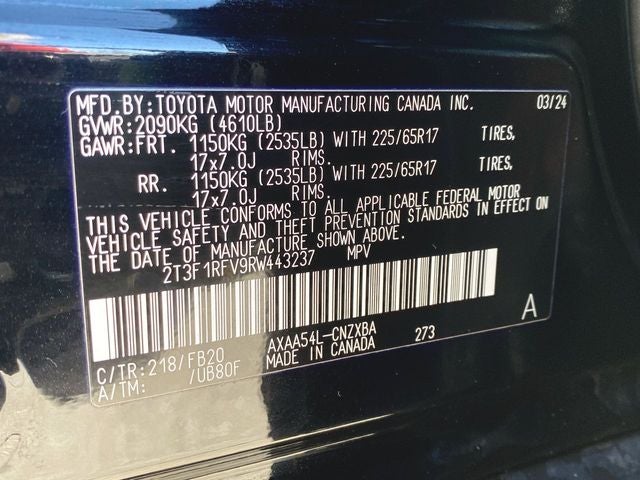 MFD BY: TOYOTA MOTOR MANUFACTURING CANADA INC. 03/24
GVWR: 2090KG (4610LB)
GAWR: FRT. 1150KG (2535LB) WITH 225/65R17 TIRES,
17x7.0J RIMS.
RR. 1150KG (2535LB) WITH 225/65R17 TIRES,
17x7.0J RIMS.
THIS VEHICLE CONFORMS TO ALL APPLICABLE FEDERAL MOTOR
VEHICLE SAFETY AND THEFT PREVENTION STANDARDS IN EFFECT ON
THE DATE OF MANUFACTURE SHOWN ABOVE.
2T3F1RFV9RW443237 MPV
A
C/TR: 218/FB20 AXAA54L-CNZXBA 273
A/TM: /UB80F MADE IN CANADA